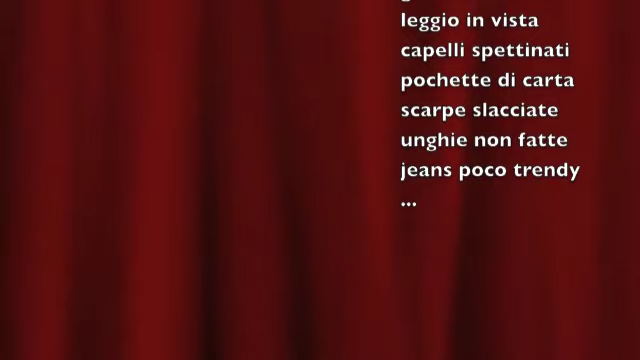 leggio in vista
capelli spettinati
pochette di carta
scarpe slacciate
unghie non fatte
jeans poco trendy
...